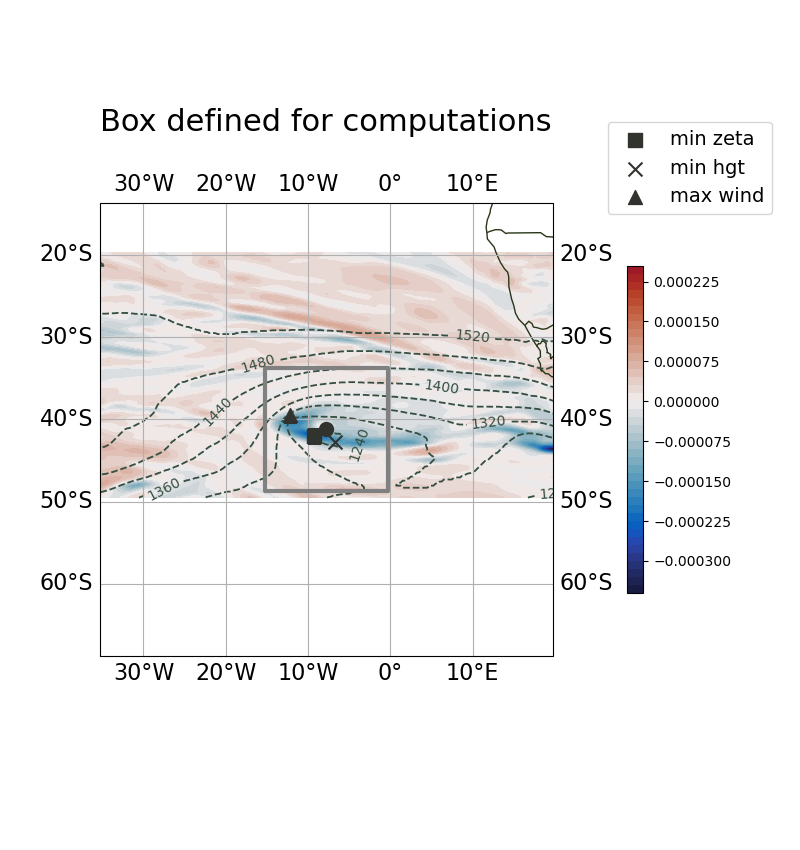 Box defined for computations
min zeta
min hgt
max wind
30°W 20°W 10°W 0° 10°E
20°S 20°S
30°S 30°S
40°S 40°S
50°S 50°S
60°S 60°S
30°W 20°W 10°W 0° 10°E
1520
1480
1400
1440
1320
1240
1360
12
0.000225
0.000150
0.000075
0.000000
−0.000075
−0.000150
−0.000225
−0.000300